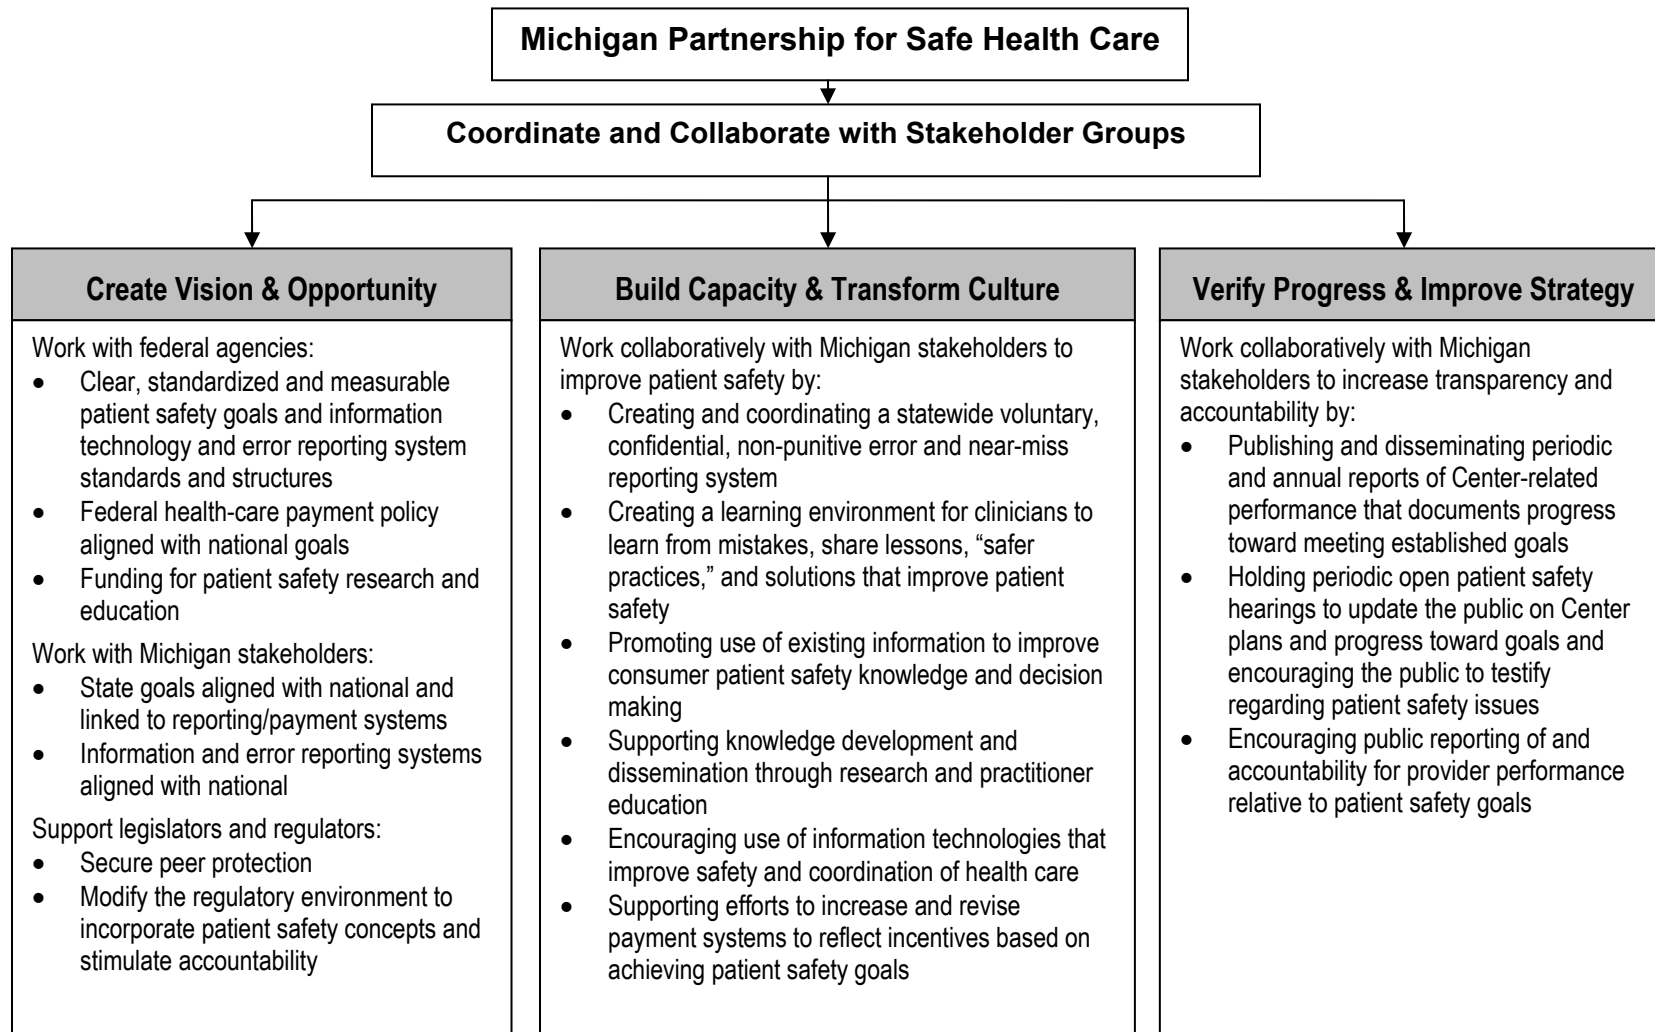 Michigan Partnership for Safe Health Care
Coordinate and Collaborate with Stakeholder Groups
Create Vision & Opportunity
Work with federal agencies:
• Clear, standardized and measurable
patient safety goals and information
technology and error reporting system
standards and structures
• Federal health-care payment policy
aligned with national goals
• Funding for patient safety research and
education
Work with Michigan stakeholders:
• State goals aligned with national and
linked to reporting/payment systems
• Information and error reporting systems
aligned with national
Support legislators and regulators:
• Secure peer protection
• Modify the regulatory environment to
incorporate patient safety concepts and
stimulate accountability
Build Capacity & Transform Culture
Work collaboratively with Michigan stakeholders to
improve patient safety by:
• Creating and coordinating a statewide voluntary,
confidential, non-punitive error and near-miss
reporting system
• Creating a learning environment for clinicians to
learn from mistakes, share lessons, “safer
practices,” and solutions that improve patient
safety
• Promoting use of existing information to improve
consumer patient safety knowledge and decision
making
• Supporting knowledge development and
dissemination through research and practitioner
education
• Encouraging use of information technologies that
improve safety and coordination of health care
• Supporting efforts to increase and revise
payment systems to reflect incentives based on
achieving patient safety goals
Verify Progress & Improve Strategy
Work collaboratively with Michigan
stakeholders to increase transparency and
accountability by:
• Publishing and disseminating periodic
and annual reports of Center-related
performance that documents progress
toward meeting established goals
• Holding periodic open patient safety
hearings to update the public on Center
plans and progress toward goals and
encouraging the public to testify
regarding patient safety issues
• Encouraging public reporting of and
accountability for provider performance
relative to patient safety goals